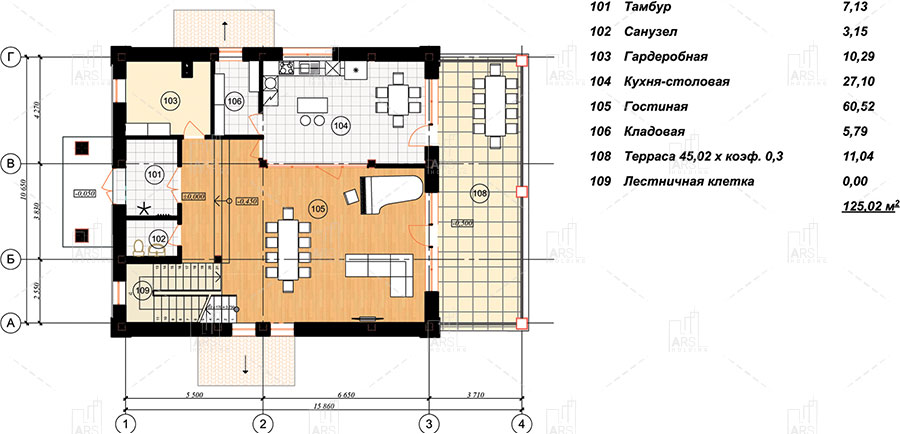 101 Тамбур 7,13
102 Санузел 3,15
103 Гардеробная 10,29
104 Кухня-столовая 27,10
105 Гостиная 60,52
106 Кладовая 5,79
108 Терраса 45,02 х коэф. 0,3 11,04
109 Лестничная клетка 0,00
125,02 м²
Г
В
Б
А
4 270
3 830
2 550
10 650
103
106
104
101
-0.050
±0.000
-0.450
105
108
-0.500
102
109
5 500
6 650
3 710
15 860
1
2
3
4
ARS
HOLDING